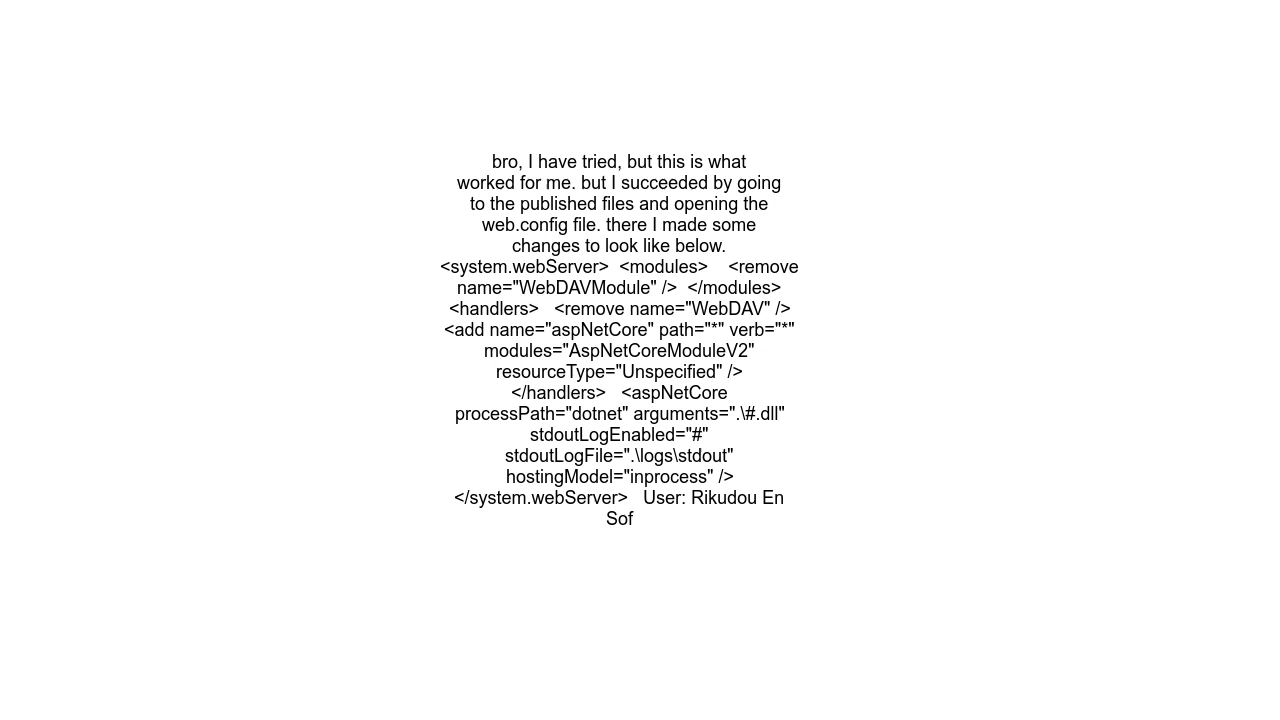 bro, I have tried, but this is what
worked for me. but I succeeded by going
to the published files and opening the
web.config file. there I made some
changes to look like below.
<system.webServer>  <modules>    <remove
name="WebDAVModule" />  </modules>
<handlers>   <remove name="WebDAV" />
<add name="aspNetCore" path="*" verb="*"
modules="AspNetCoreModuleV2"
resourceType="Unspecified" />
</handlers>   <aspNetCore
processPath="dotnet" arguments=".\#.dll"
stdoutLogEnabled="#"
stdoutLogFile=".\logs\stdout"
hostingModel="inprocess" />
</system.webServer>   User: Rikudou En
Sof